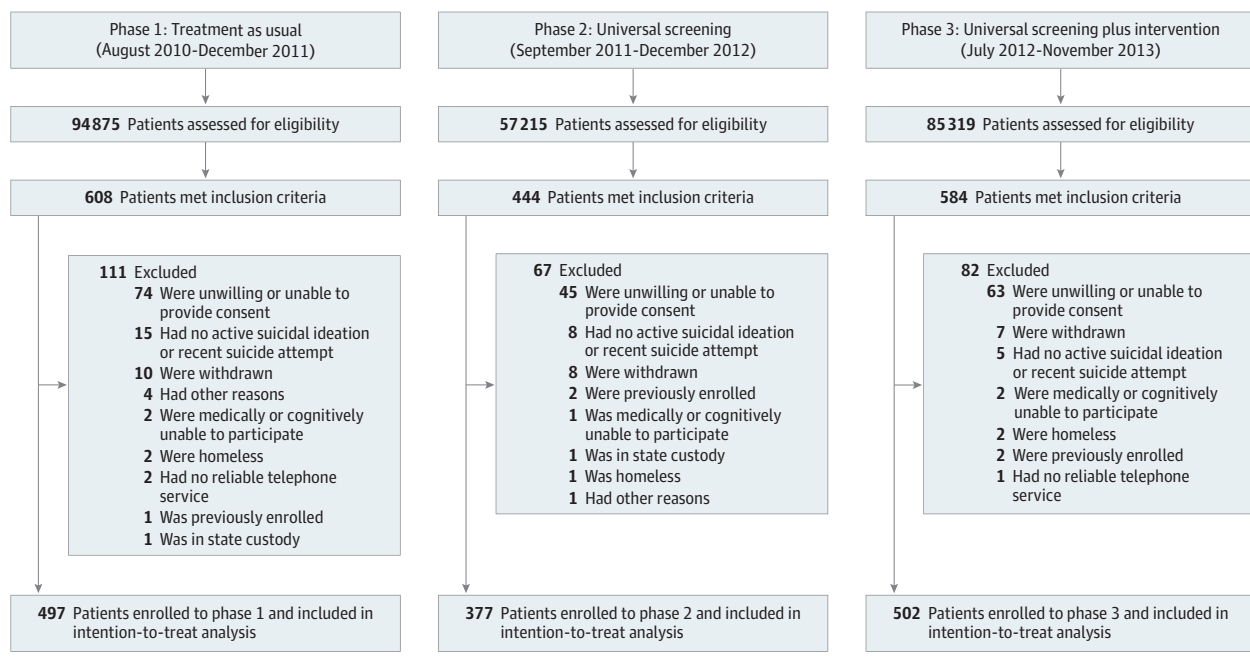 Phase 1: Treatment as usual
(August 2010-December 2011)
94 875 Patients assessed for eligibility
608 Patients met inclusion criteria
111 Excluded
74 Were unwilling or unable to
provide consent
15 Had no active suicidal ideation
or recent suicide attempt
10 Were withdrawn
4 Had other reasons
2 Were medically or cognitively
unable to participate
2 Were homeless
2 Had no reliable telephone
service
1 Was previously enrolled
1 Was in state custody
497 Patients enrolled to phase 1 and included in
intention-to-treat analysis
Phase 2: Universal screening
(September 2011-December 2012)
57 215 Patients assessed for eligibility
444 Patients met inclusion criteria
67 Excluded
45 Were unwilling or unable to
provide consent
8 Had no active suicidal ideation
or recent suicide attempt
8 Were withdrawn
2 Were previously enrolled
1 Was medically or cognitively
unable to participate
1 Was in state custody
1 Was homeless
1 Had other reasons
377 Patients enrolled to phase 2 and included in
intention-to-treat analysis
Phase 3: Universal screening plus intervention
(July 2012-November 2013)
85 319 Patients assessed for eligibility
584 Patients met inclusion criteria
82 Excluded
63 Were unwilling or unable to
provide consent
7 Were withdrawn
5 Had no active suicidal ideation
or recent suicide attempt
2 Were medically or cognitively
unable to participate
2 Were homeless
2 Were previously enrolled
1 Had no reliable telephone
service
502 Patients enrolled to phase 3 and included in
intention-to-treat analysis